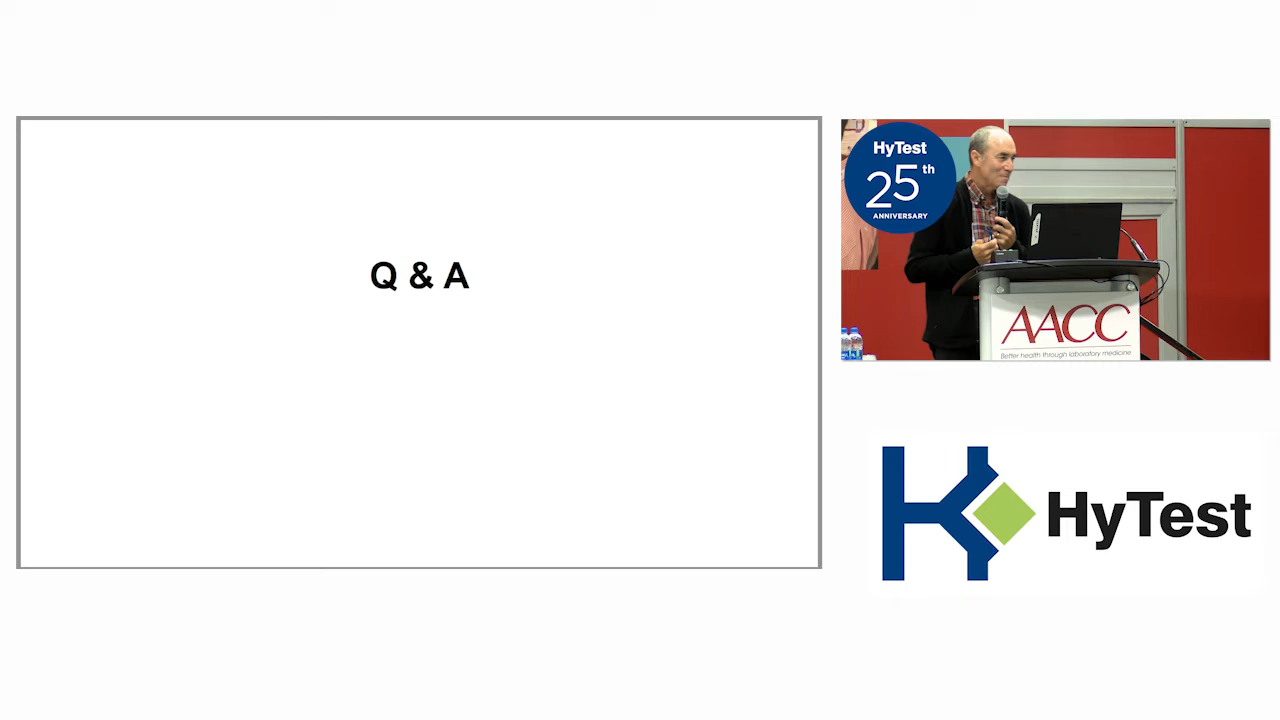 Q & A
HyTest
25th
ANNIVERSARY
AACC
Better health through laboratory medicine.
HyTest